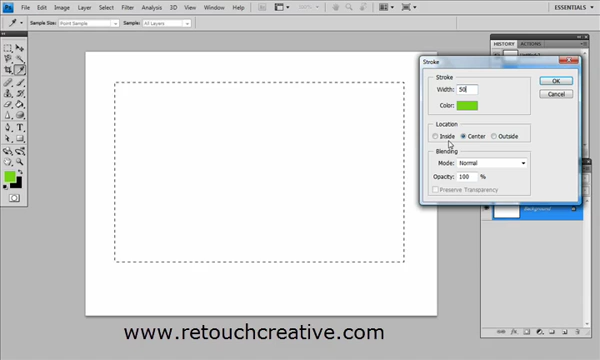 Ps File Edit Image Layer Select Filter Analysis 3D View Window Help
ESSENTIALS
Sample Size: Point Sample Sample: All Layers
HISTORY ACTIONS
Stroke
Stroke
Width: 50
Color:
OK
Cancel
Location
Inside Center Outside
Blending
Mode: Normal
Opacity: 100 %
Preserve Transparency
Background
www.retouchcreative.com